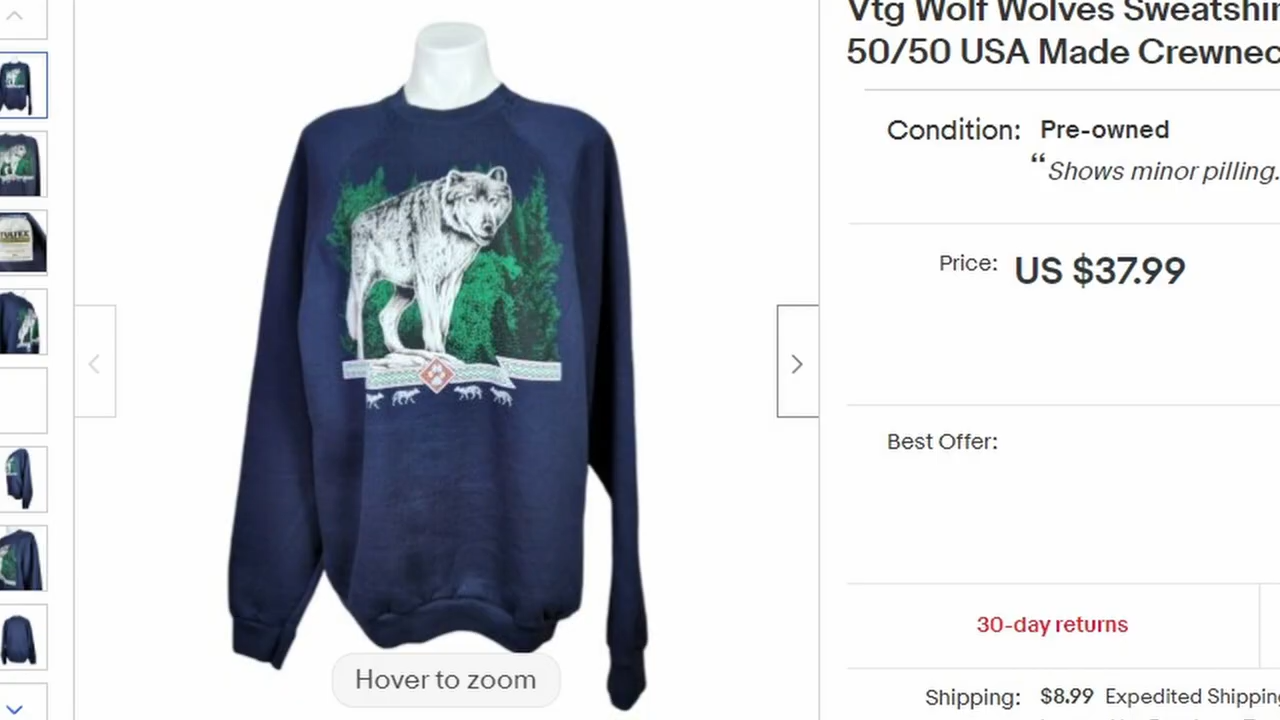 Vtg Wolf Wolves Sweatshir
50/50 USA Made Crewnec
Condition: Pre-owned
“Shows minor pilling.
Price: US $37.99
Best Offer:
30-day returns
Hover to zoom
Shipping: $8.99 Expedited Shipping